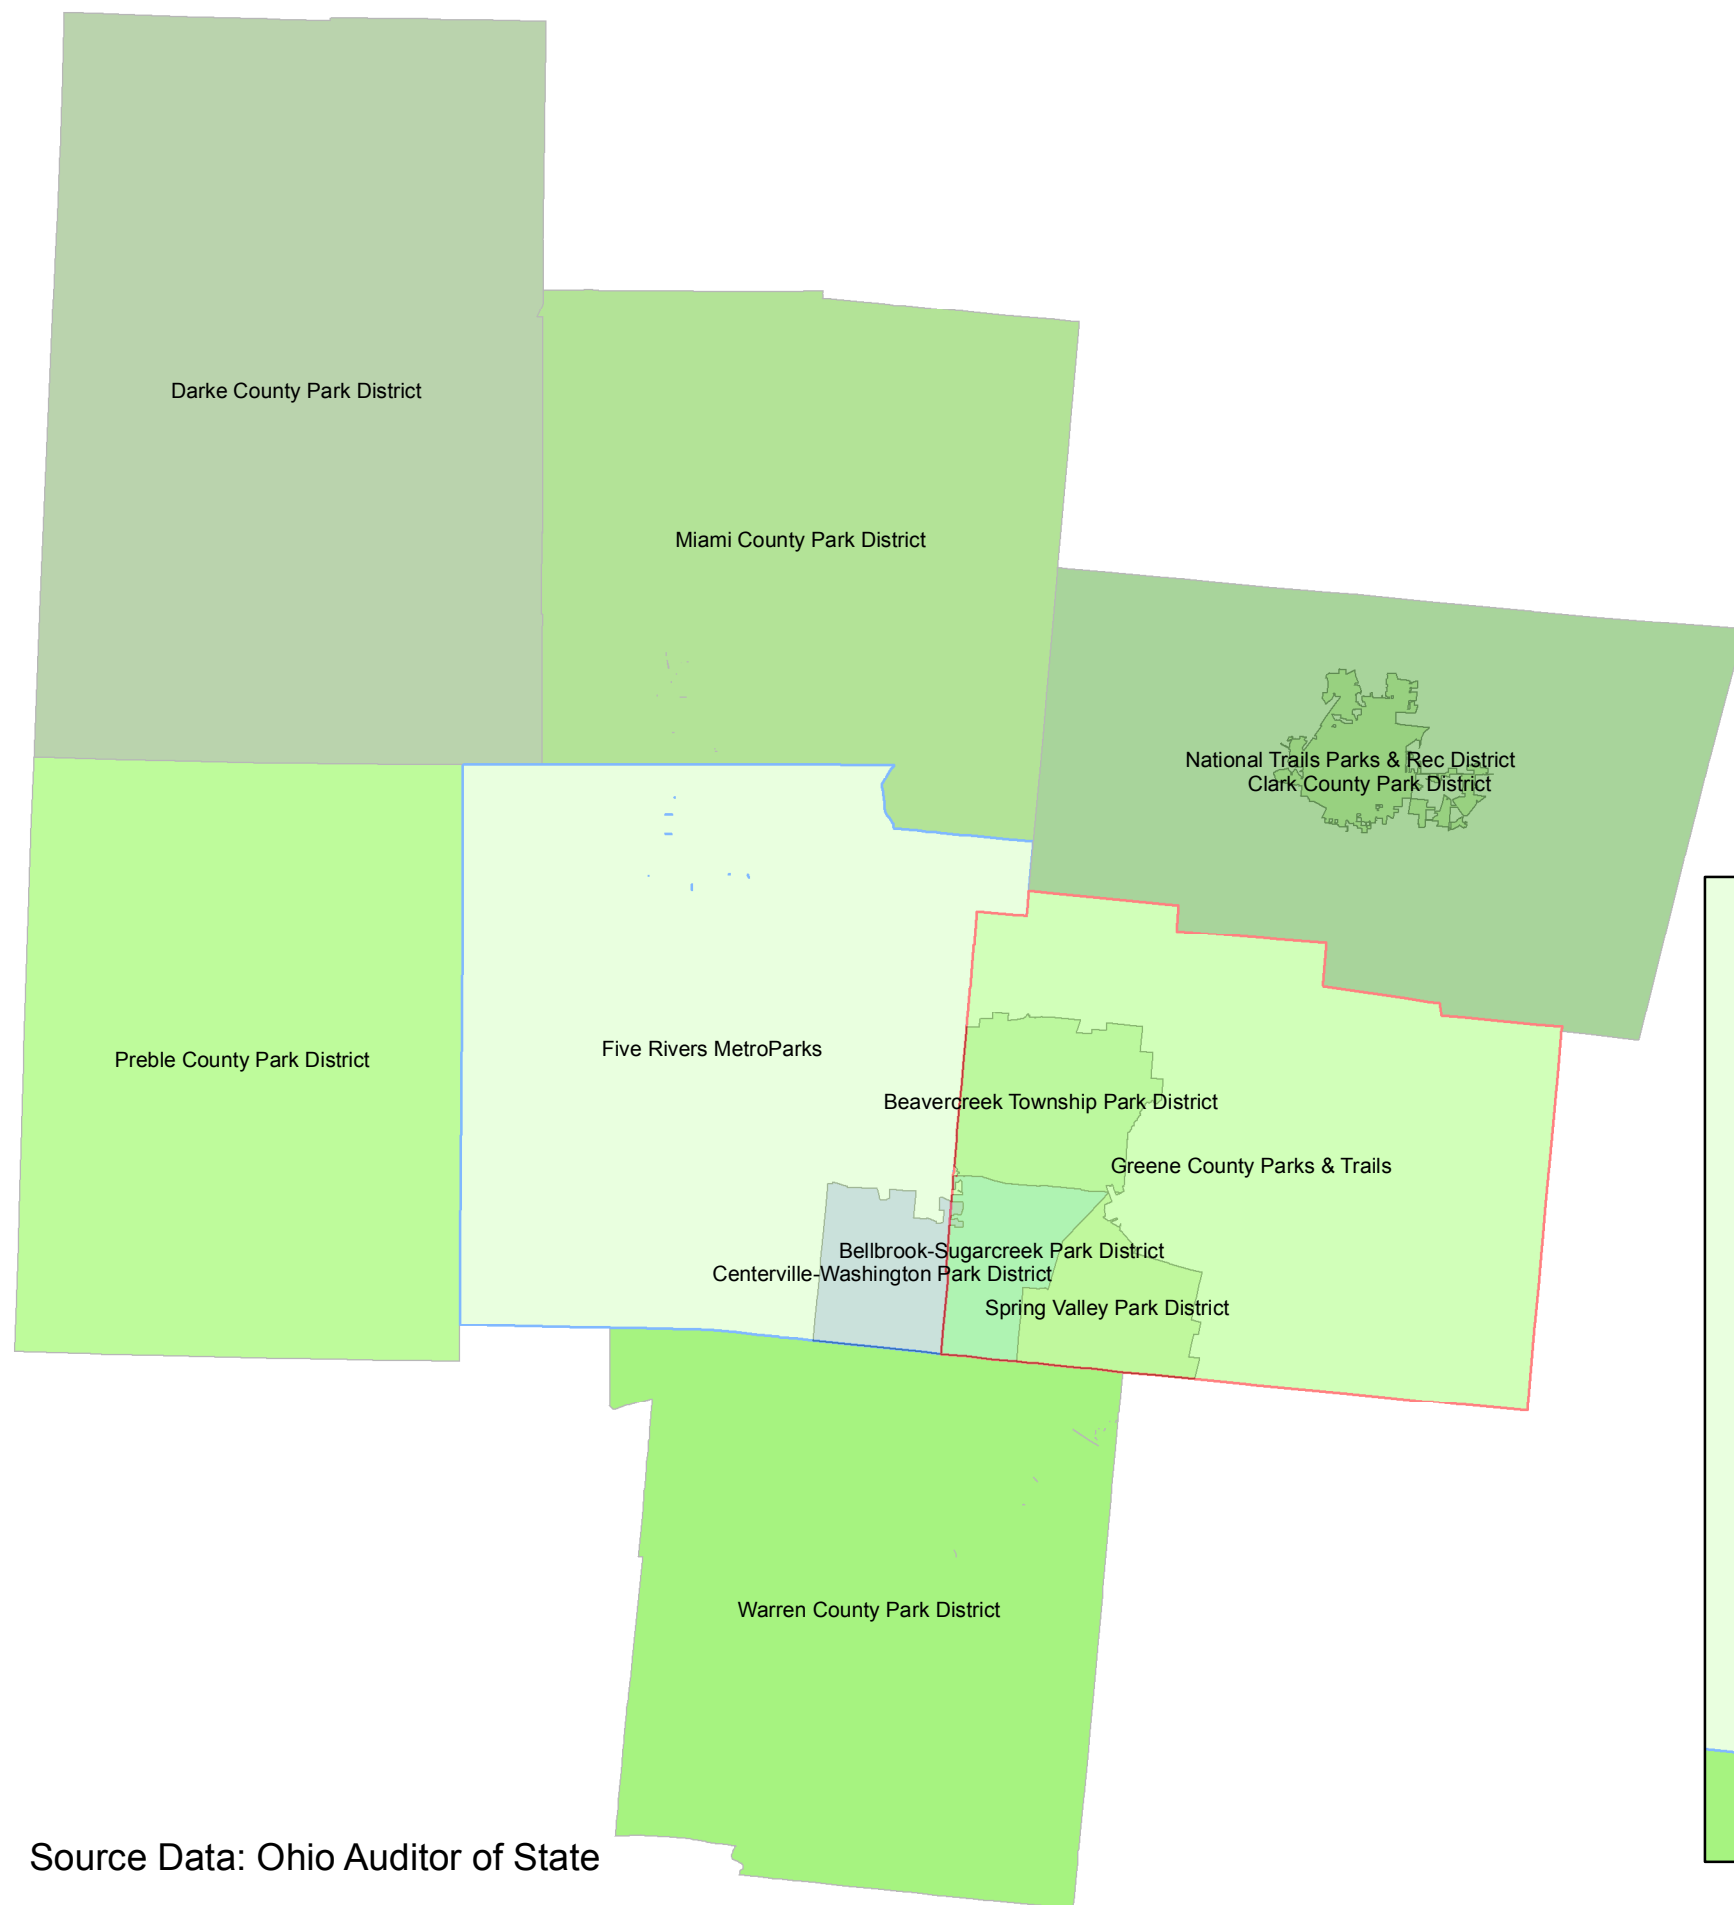 Darke County Park District
Miami County Park District
National Trails Parks & Rec District
Clark County Park District
Five Rivers MetroParks
Preble County Park District
Beavercreek Township Park District
Greene County Parks & Trails
Bellbrook-Sugarcreek Park District
Centerville-Washington Park District
Spring Valley Park District
Warren County Park District
Source Data: Ohio Auditor of State